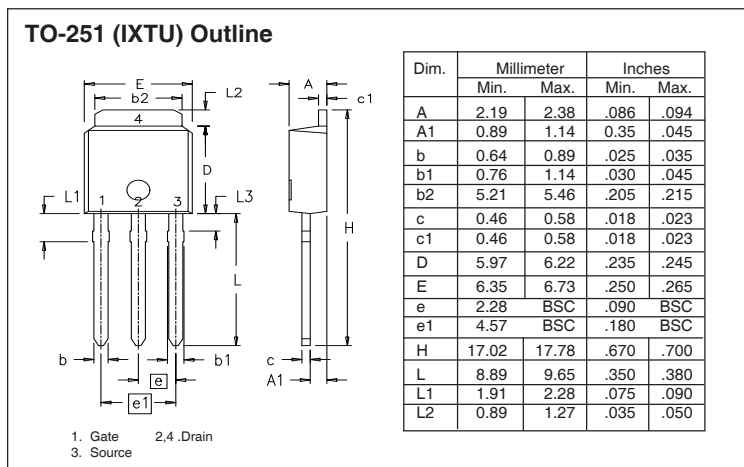 TO-251 (IXTU) Outline
E
b2
L2
A
c1
4
D
L1
1 2 3
L3
H
L
b
b1
e
e1
c
A1
1. Gate 2,4 .Drain
3. Source
Dim. Millimeter Inches
Min. Max. Min. Max.
A 2.19 2.38 .086 .094
A1 0.89 1.14 0.35 .045
b 0.64 0.89 .025 .035
b1 0.76 1.14 .030 .045
b2 5.21 5.46 .205 .215
c 0.46 0.58 .018 .023
c1 0.46 0.58 .018 .023
D 5.97 6.22 .235 .245
E 6.35 6.73 .250 .265
e 2.28 BSC .090 BSC
e1 4.57 BSC .180 BSC
H 17.02 17.78 .670 .700
L 8.89 9.65 .350 .380
L1 1.91 2.28 .075 .090
L2 0.89 1.27 .035 .050